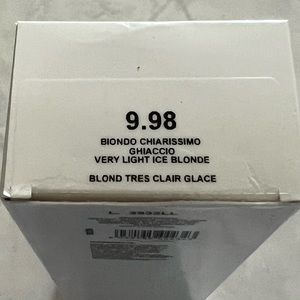 9.98
BIONDO CHIARISSIMO
GHIACCIO
VERY LIGHT ICE BLONDE
BLOND TRES CLAIR GLACE